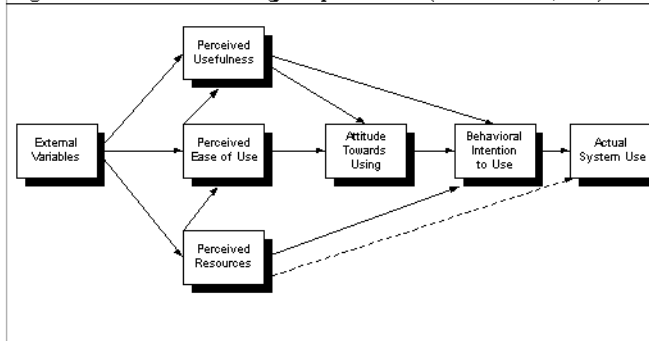 Perceived
Usefulness
External
Variables
Perceived
Ease of Use
Attitude
Towards
Using
Behavioral
Intention
to Use
Actual
System Use
Perceived
Resources